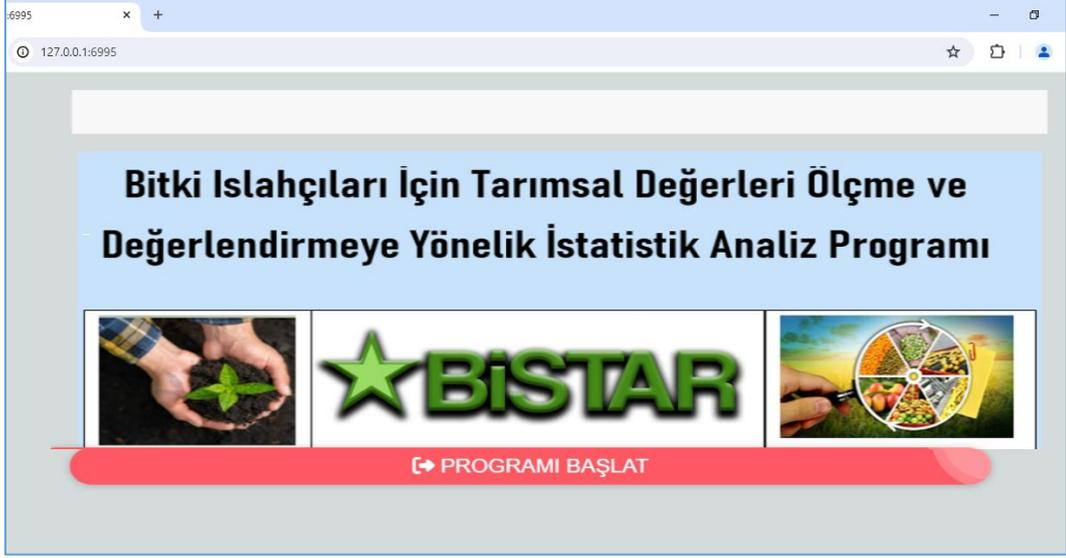 :6995
127.0.0.1:6995
Bitki Islahçıları İçin Tarımsal Değerleri Ölçme ve
Değerlendirmeye Yönelik İstatistik Analiz Programı
BiSTAR
PROGRAMI BAŞLAT